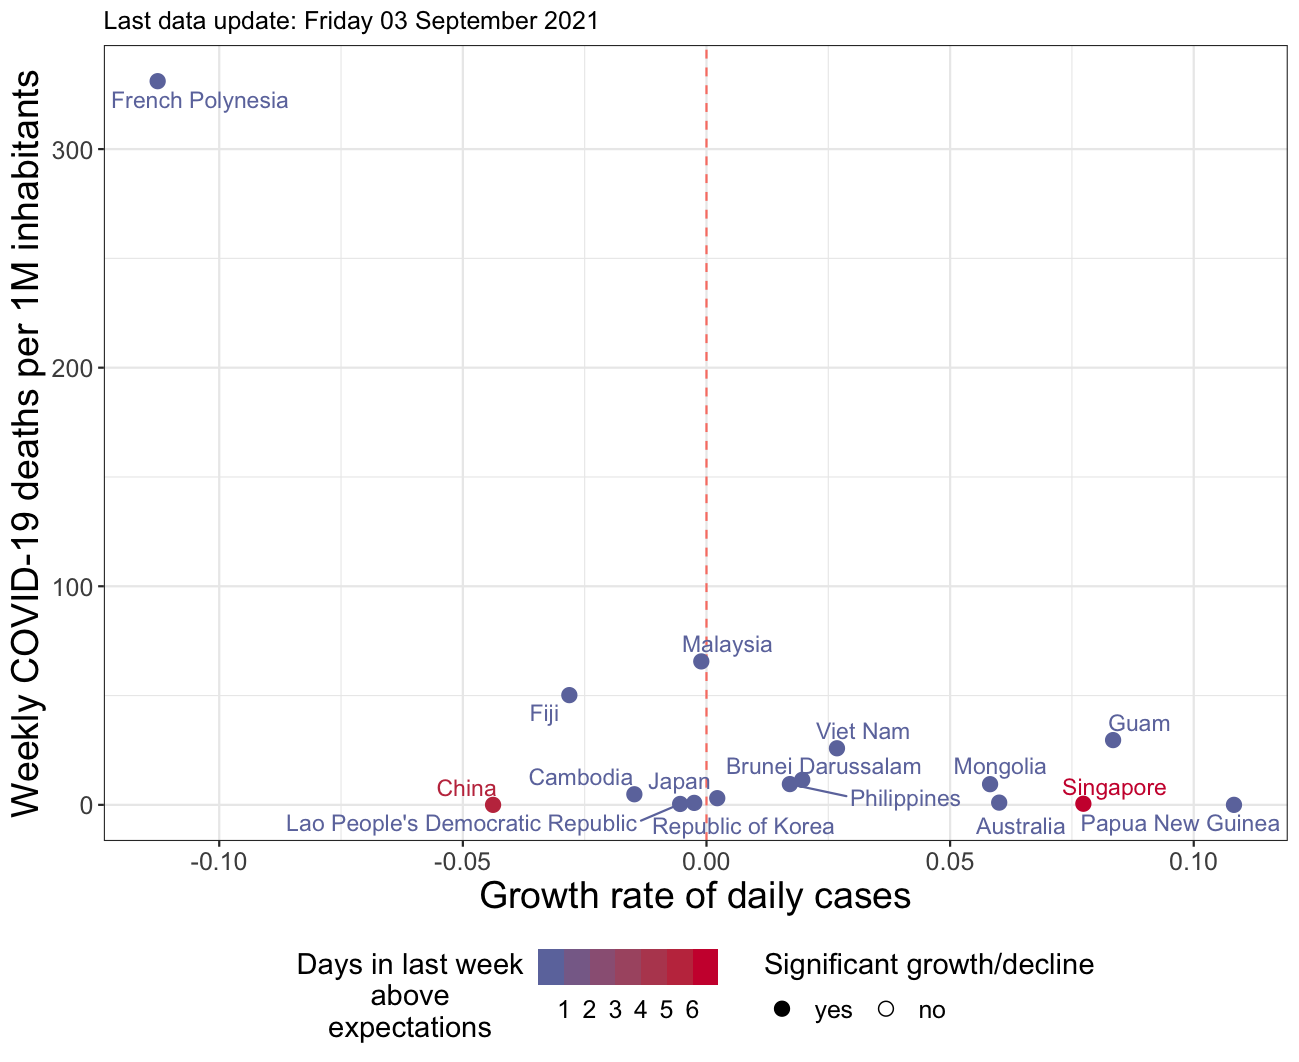 Last data update: Friday 03 September 2021
Weekly COVID-19 deaths per 1M inhabitants
300
200
100
0
French Polynesia
Malaysia
Fiji
Guam
Viet Nam
Brunei Darussalam
Mongolia
Cambodia
Japan
China
Singapore
Philippines
Lao People's Democratic Republic
Republic of Korea
Australia
Papua New Guinea
-0.10
-0.05
0.00
0.05
0.10
Growth rate of daily cases
Days in last week
above
expectations
1 2 3 4 5 6
Significant growth/decline
yes no